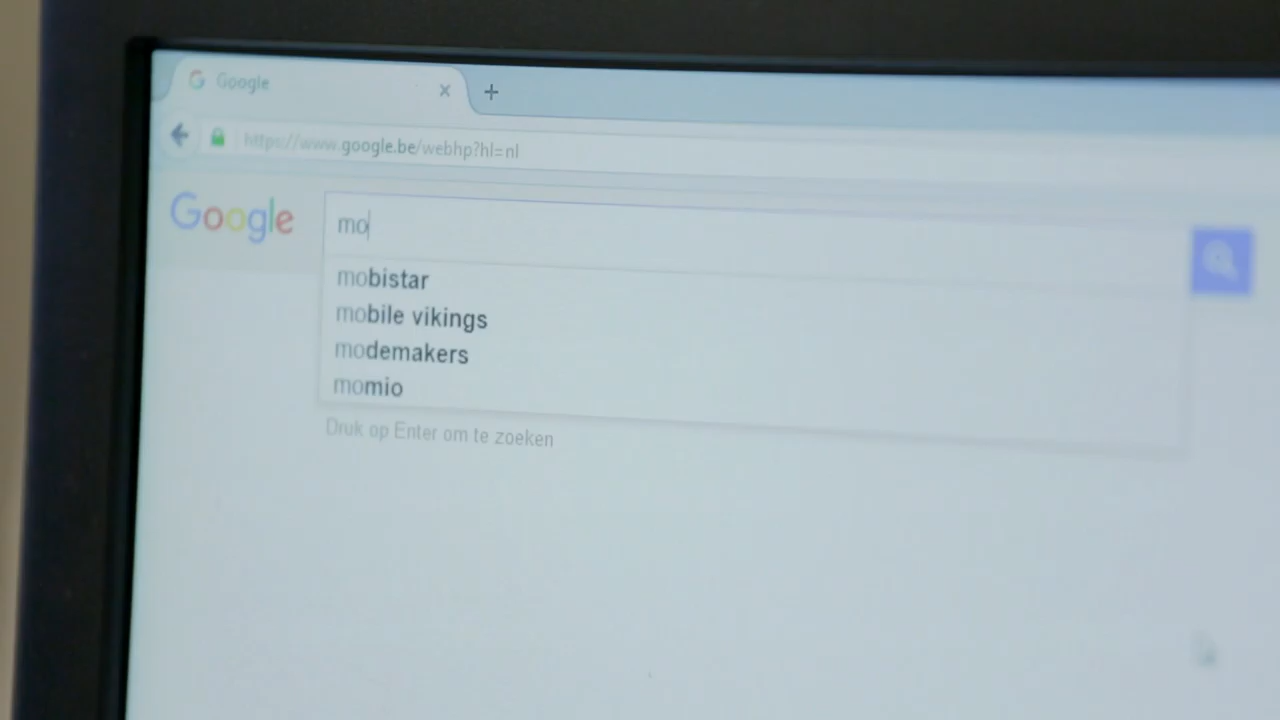 Google
https://www.google.be/webhp?hl=nl
Google
mo
mobistar
mobile vikings
modemakers
momio
Druk op Enter om te zoeken